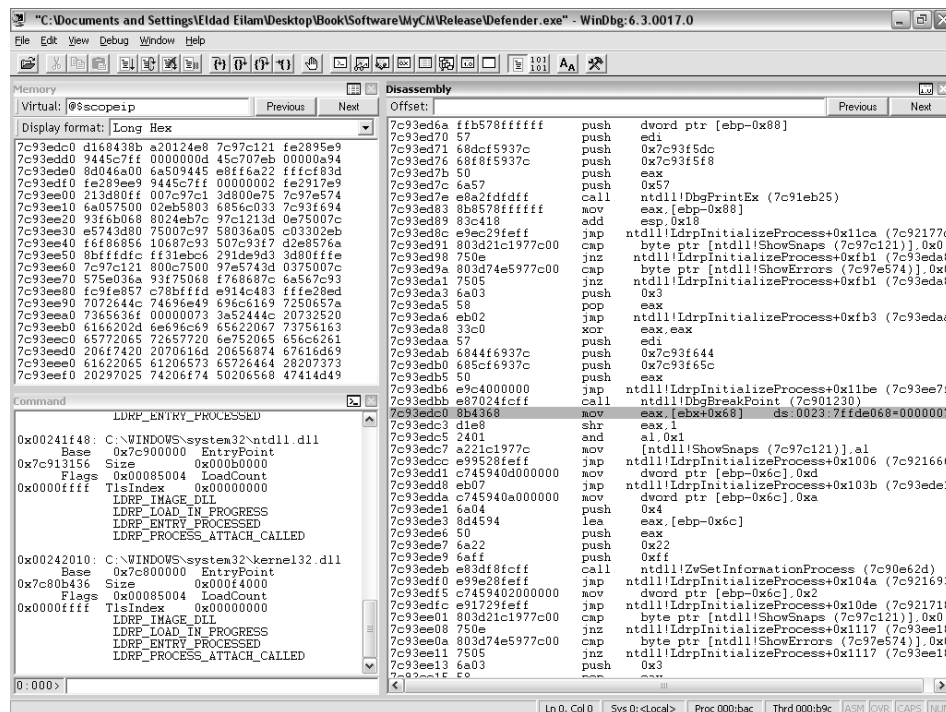 "C:\Documents and Settings\Eldad Eilam\Desktop\Book\Software\MyCM\Release\Defender.exe" - WinDbg:6.3.0017.0
File Edit View Debug Window Help
Memory
Virtual: @$scopeip Previous Next
Display format: Long Hex
7c93edc0 d168438b a20124e8 7c97c121 fe2895e9
7c93edd0 9445c7ff 0000000d 45c707eb 00000a94
7c93ede0 8d046a00 6a509445 e8ff6a22 fffcf83d
7c93edf0 fe289ee9 9445c7ff 00000002 fe2917e9
7c93ee00 213d80ff 007c97c1 3d800e75 7c97e574
7c93ee10 6a057500 02eb5803 6856c033 7c93f694
7c93ee20 93f6b068 8024eb7c 97c1213d 0e75007c
7c93ee30 e5743d80 75007c97 58036a05 c03302eb
7c93ee40 f6f86856 10687c93 507c93f7 d2e8576a
7c93ee50 8bfffdfc ff31ebc6 291de9d3 3d80fffe
7c93ee60 7c97c121 800c7500 97e5743d 0375007c
7c93ee70 575e036a 93f75068 f768687c 6a567c93
7c93ee80 fc9fe857 c78bfffd e914c483 fffe28ed
7c93ee90 7072644c 74696e49 696c6169 7250657a
7c93eea0 7365636f 00000073 3a52444c 20732520
7c93eeb0 6166202d 6e696c69 65622067 73756163
7c93eec0 65772065 72657720 6e752065 656c6261
7c93eed0 206f7420 2070616d 20656874 67616d69
7c93eee0 61622065 61206573 65726464 28207373
7c93eef0 20297025 74206f74 50206568 47414d49
Command
LDRP_ENTRY_PROCESSED
0x00241f48: C:\WINDOWS\system32\ntdll.dll
Base 0x7c900000 EntryPoint
0x7c913156 Size 0x000b0000
Flags 0x00085004 LoadCount
0x0000ffff TlsIndex 0x00000000
LDRP_IMAGE_DLL
LDRP_LOAD_IN_PROGRESS
LDRP_ENTRY_PROCESSED
LDRP_PROCESS_ATTACH_CALLED
0x00242010: C:\WINDOWS\system32\kernel32.dll
Base 0x7c800000 EntryPoint
0x7c80b436 Size 0x000f4000
Flags 0x00085004 LoadCount
0x0000ffff TlsIndex 0x00000000
LDRP_IMAGE_DLL
LDRP_LOAD_IN_PROGRESS
LDRP_ENTRY_PROCESSED
LDRP_PROCESS_ATTACH_CALLED
0:000>
Disassembly
Offset: Previous Next
7c93ed6a ffb578ffffff push dword ptr [ebp-0x88]
7c93ed70 57 push edi
7c93ed71 68dcf5937c push 0x7c93f5dc
7c93ed76 68f8f5937c push 0x7c93f5f8
7c93ed7b 50 push eax
7c93ed7c 6a57 push 0x57
7c93ed7e e8a2fdfdff call ntdll!DbgPrintEx (7c91eb25)
7c93ed83 8b8578ffffff mov eax,[ebp-0x88]
7c93ed89 83c418 add esp,0x18
7c93ed8c e9ec29feff jmp ntdll!LdrpInitializeProcess+0x11ca (7c92177c
7c93ed91 803d21c1977c00 cmp byte ptr [ntdll!ShowSnaps (7c97c121)],0x0
7c93ed98 750e jnz ntdll!LdrpInitializeProcess+0xfb1 (7c93eda8
7c93ed9a 803d74e5977c00 cmp byte ptr [ntdll!ShowErrors (7c97e574)],0x
7c93eda1 7505 jnz ntdll!LdrpInitializeProcess+0xfb1 (7c93eda8
7c93eda3 6a03 push 0x3
7c93eda5 58 pop eax
7c93eda6 eb02 jmp ntdll!LdrpInitializeProcess+0xfb3 (7c93edaa
7c93eda8 33c0 xor eax,eax
7c93edaa 57 push edi
7c93edab 6844f6937c push 0x7c93f644
7c93edb0 685cf6937c push 0x7c93f65c
7c93edb5 50 push eax
7c93edb6 e9c4000000 jmp ntdll!LdrpInitializeProcess+0x11be (7c93ee7f
7c93edbb e87024fcff call ntdll!DbgBreakPoint (7c901230)
7c93edc0 8b4368 mov eax,[ebx+0x68] ds:0023:7ffde068=0000007
7c93edc3 d1e8 shr eax,1
7c93edc5 2401 and al,0x1
7c93edc7 a221c1977c mov [ntdll!ShowSnaps (7c97c121)],al
7c93edcc e99528feff jmp ntdll!LdrpInitializeProcess+0x1006 (7c921666
7c93edd1 c745940d000000 mov dword ptr [ebp-0x6c],0xd
7c93edd8 eb07 jmp ntdll!LdrpInitializeProcess+0x103b (7c93ede1
7c93edda c745940a000000 mov dword ptr [ebp-0x6c],0xa
7c93ede1 6a04 push 0x4
7c93ede3 8d4594 lea eax,[ebp-0x6c]
7c93ede6 50 push eax
7c93ede7 6a22 push 0x22
7c93ede9 6aff push 0xff
7c93edeb e83df8fcff call ntdll!ZwSetInformationProcess (7c90e62d)
7c93edf0 e99e28feff jmp ntdll!LdrpInitializeProcess+0x104a (7c921693
7c93edf5 c7459402000000 mov dword ptr [ebp-0x6c],0x2
7c93edfc e91729feff jmp ntdll!LdrpInitializeProcess+0x10de (7c921718
7c93ee01 803d21c1977c00 cmp byte ptr [ntdll!ShowSnaps (7c97c121)],0x0
7c93ee08 750e jnz ntdll!LdrpInitializeProcess+0x1117 (7c93ee18
7c93ee0a 803d74e5977c00 cmp byte ptr [ntdll!ShowErrors (7c97e574)],0x
7c93ee11 7505 jnz ntdll!LdrpInitializeProcess+0x1117 (7c93ee18
7c93ee13 6a03 push 0x3
7c93ee15 58 pop eax
Ln 0, Col 0 Sys 0:<Local> Proc 000:bac Thrd 000:b9c ASM OVR CAPS NUM